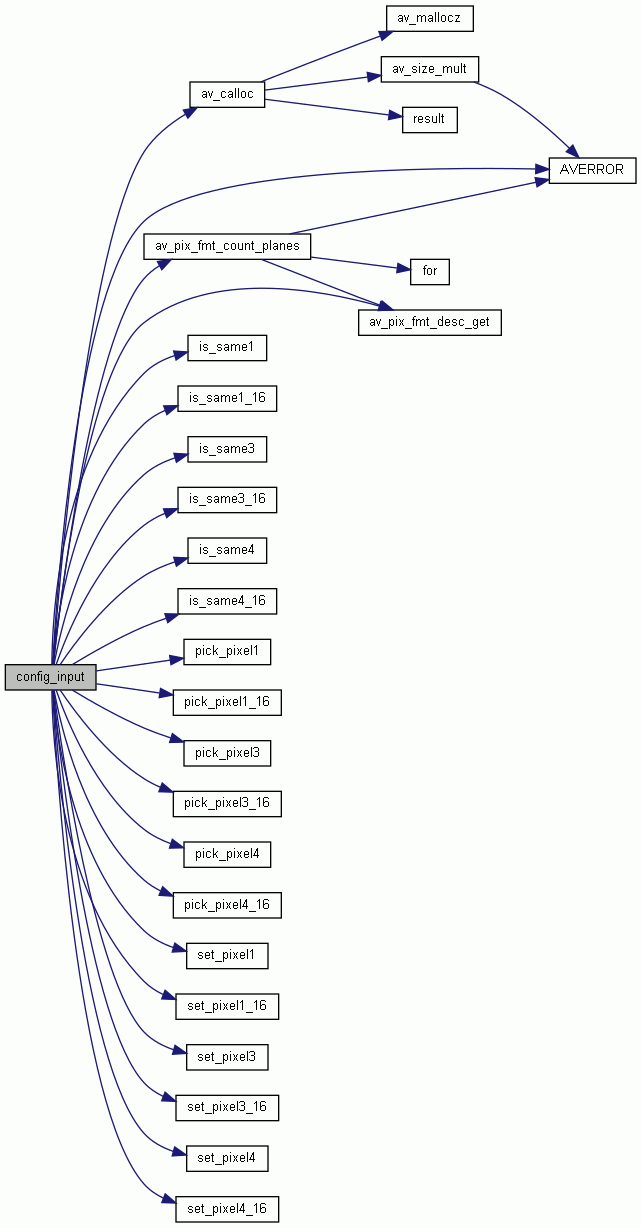 av_mallocz
av_size_mult
av_calloc
result
AVERROR
av_pix_fmt_count_planes
for
av_pix_fmt_desc_get
is_same1
is_same1_16
is_same3
is_same3_16
is_same4
is_same4_16
pick_pixel1
config_input
pick_pixel1_16
pick_pixel3
pick_pixel3_16
pick_pixel4
pick_pixel4_16
set_pixel1
set_pixel1_16
set_pixel3
set_pixel3_16
set_pixel4
set_pixel4_16